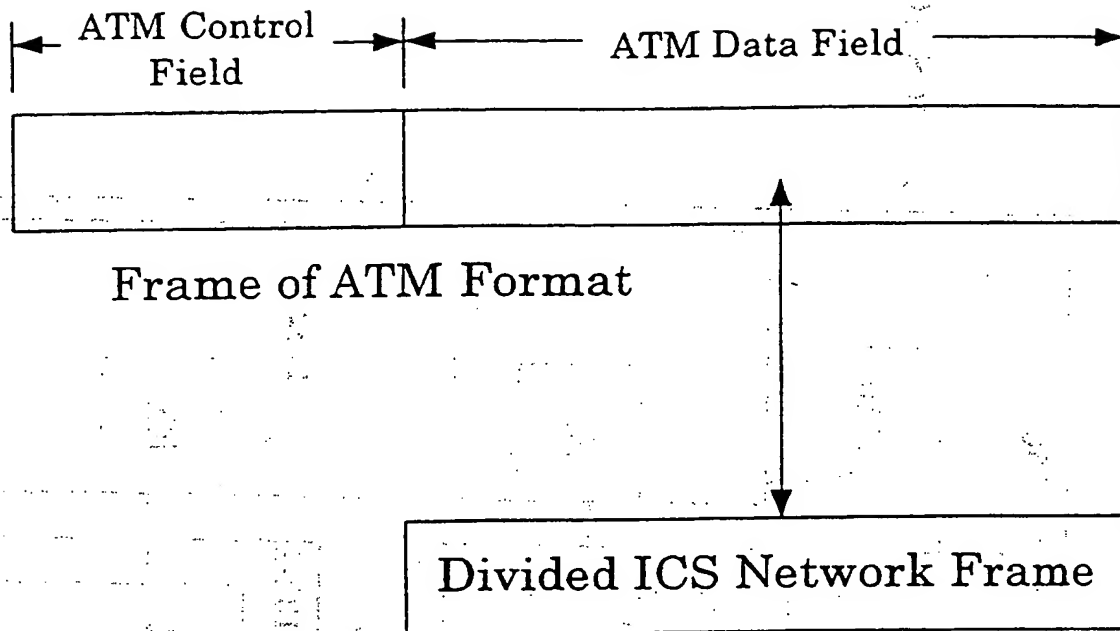 ATM Control
Field
ATM Data Field
Frame of ATM Format
Divided ICS Network Frame